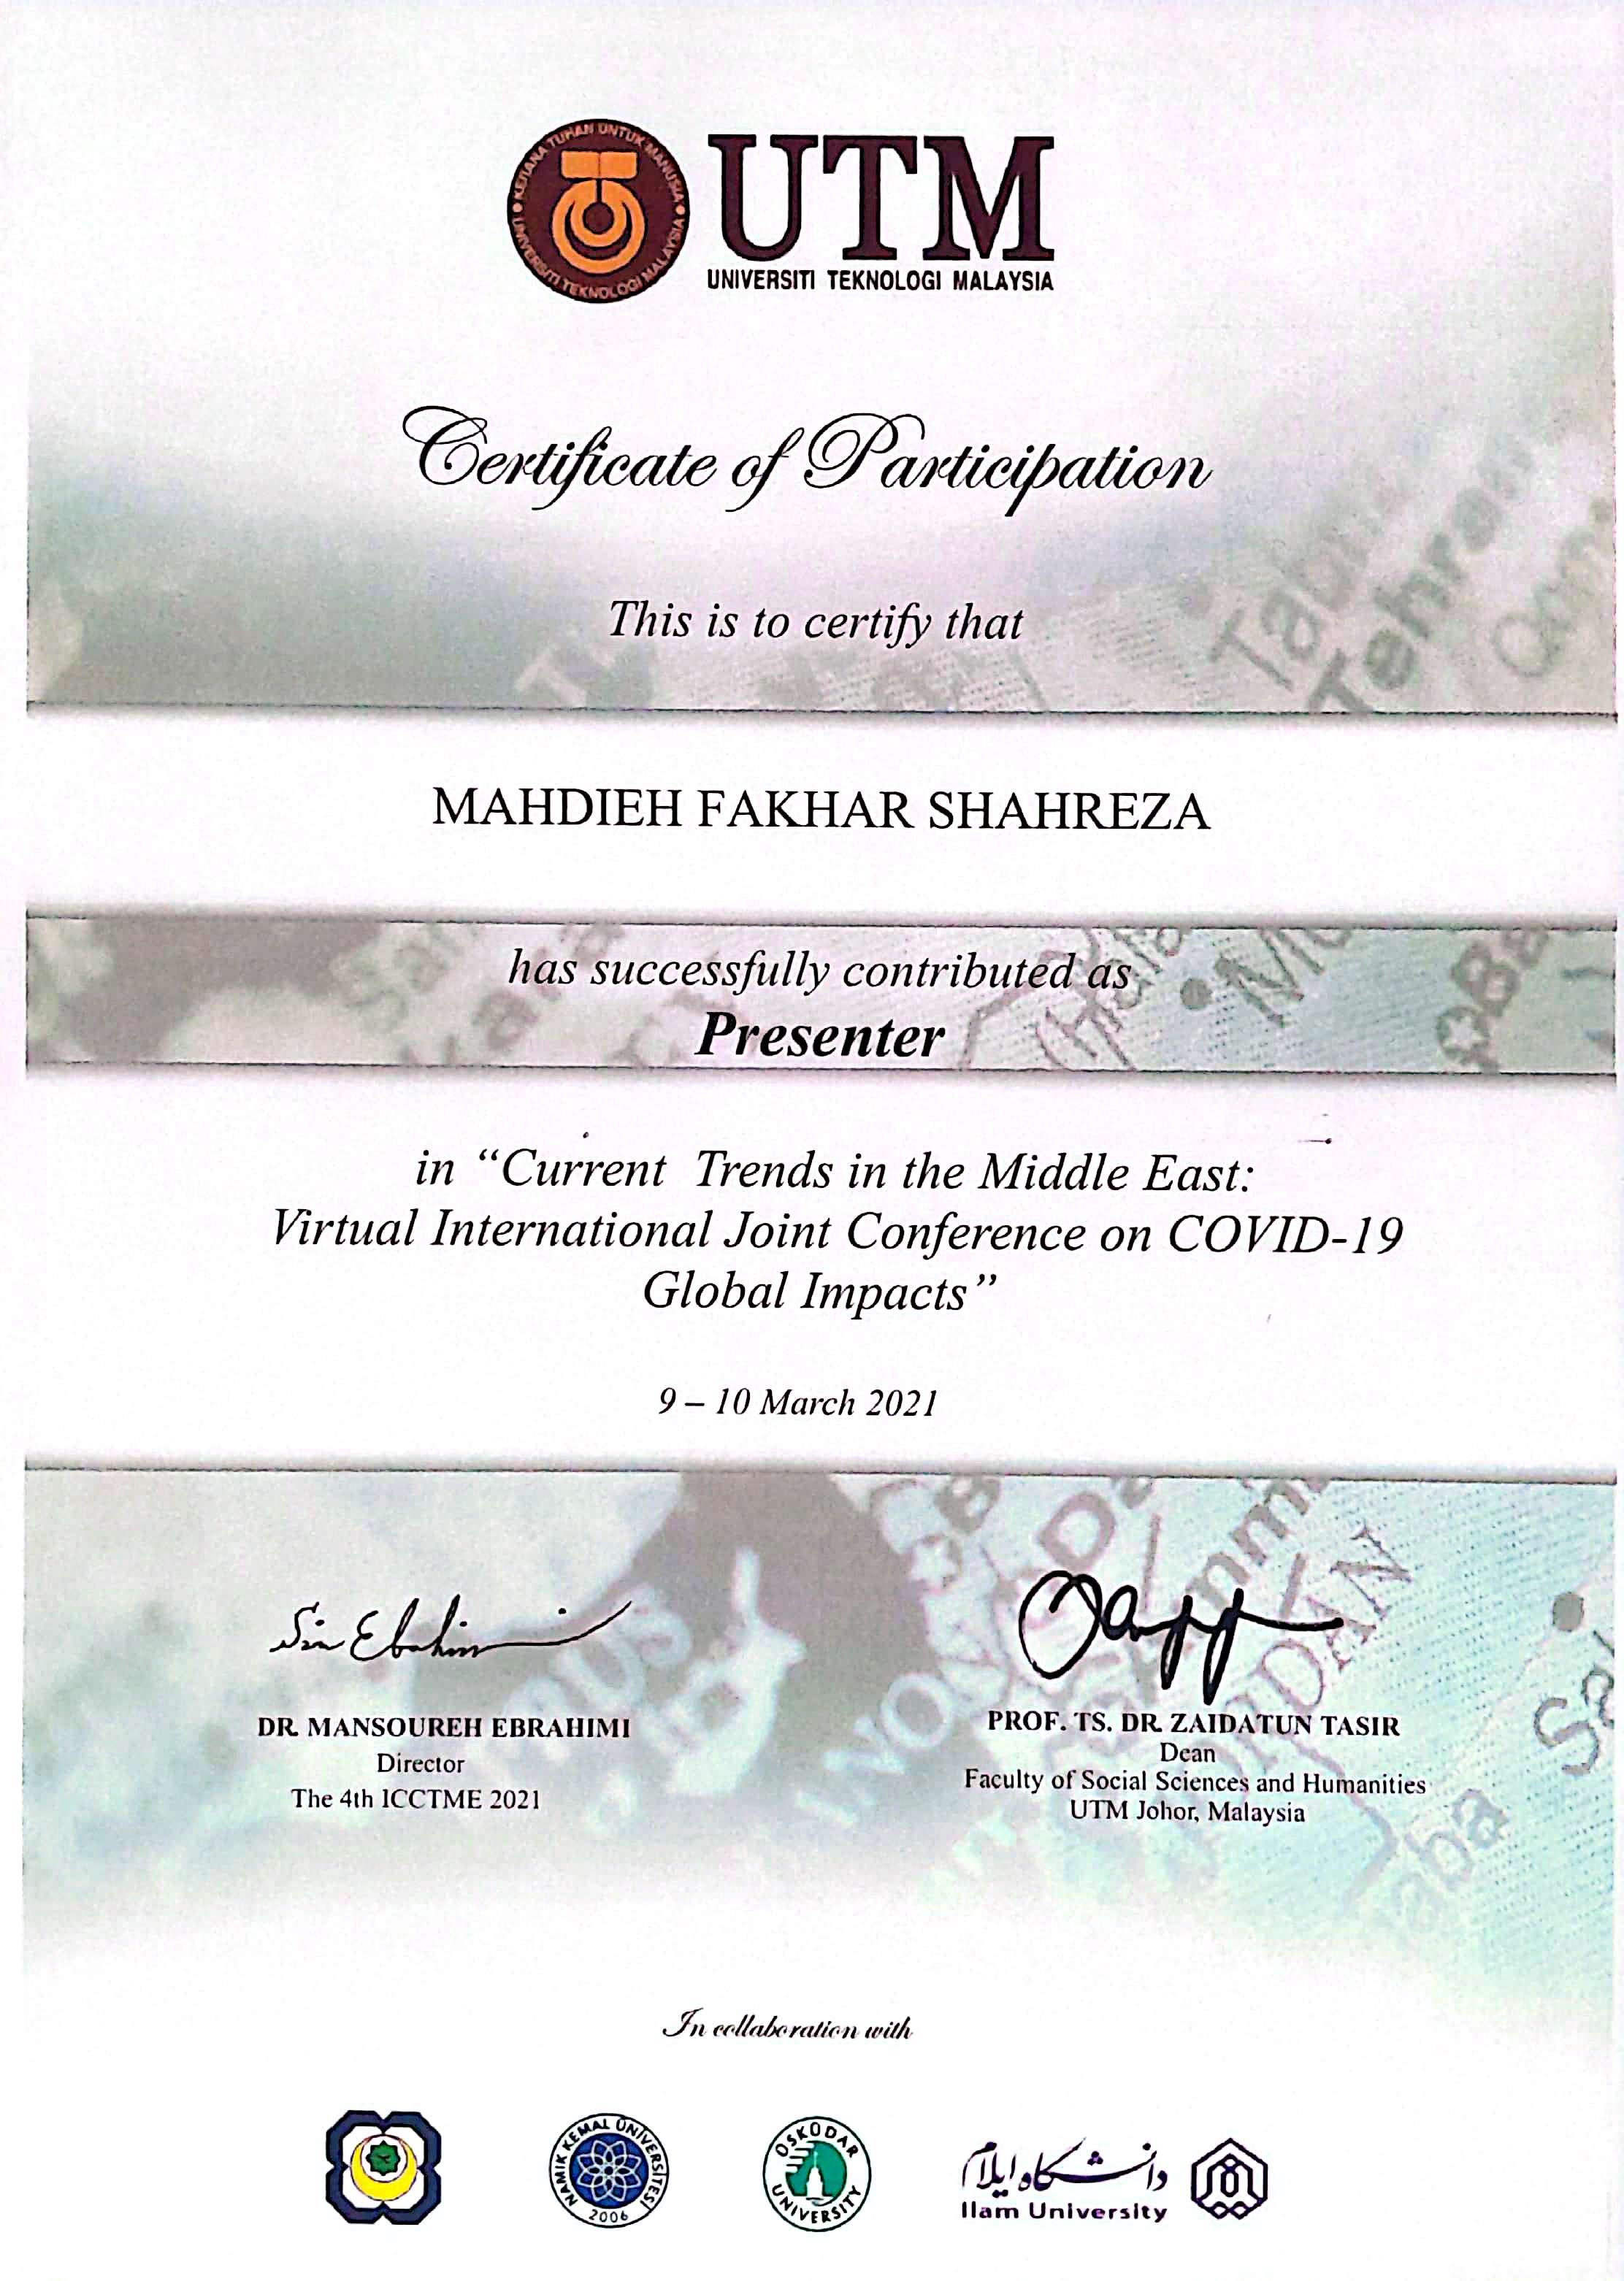 KERANA TUHAN UNTUK MANUSIA
UNIVERSITI TEKNOLOGI MALAYSIA
UTM
UNIVERSITI TEKNOLOGI MALAYSIA
Certificate of Participation
This is to certify that
Tehran
MAHDIEH FAKHAR SHAHREZA
has successfully contributed as
Presenter
in “Current Trends in the Middle East:
Virtual International Joint Conference on COVID-19
Global Impacts”
9 – 10 March 2021
DR. MANSOUREH EBRAHIMI
Director
The 4th ICCTME 2021
PROF. TS. DR. ZAIDATUN TASIR
Dean
Faculty of Social Sciences and Humanities
UTM Johor, Malaysia
In collaboration with
NAMIK KEMAL ÜNİVERSİTESİ
2006
OSKODAR
UNIVERSITY
دانشگاه ایلام
Ilam University